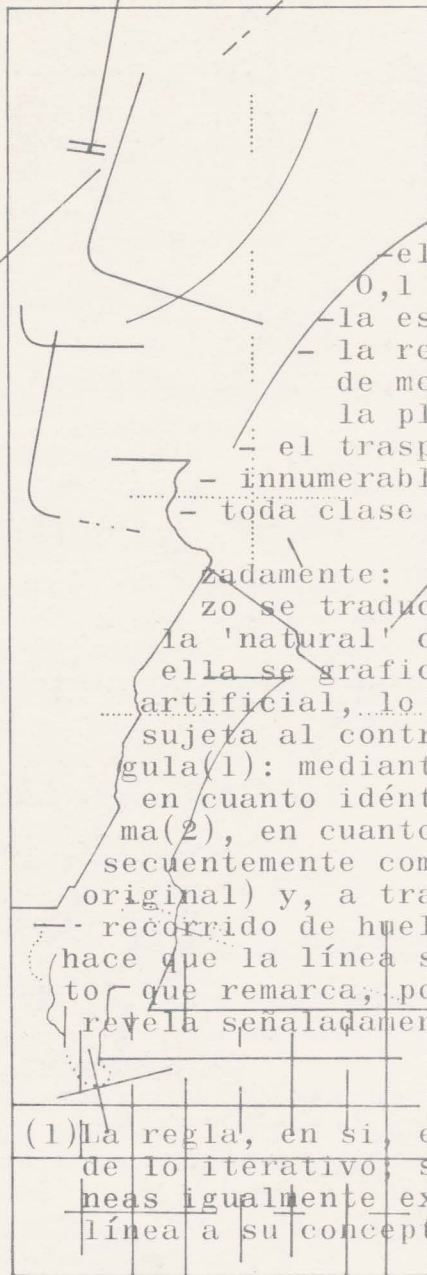 -el
0,1
-la es
- la re
de mo
la pl
- el trasp
- innumerabl
- toda clase
zadamente:
zo se traduc
la 'natural' c
ella se grafic
artificial, lo
sujeta al contr
gula(1): mediant
en cuanto idént
ma(2), en cuanto
secuentemente com
original) y, a tra
recorrido de huel
hace que la línea s
to - que remarca, po
revela señaladamen
(1) La regla, en si, e
de lo iterativo; s
neas igualmente ex
línea a su concept